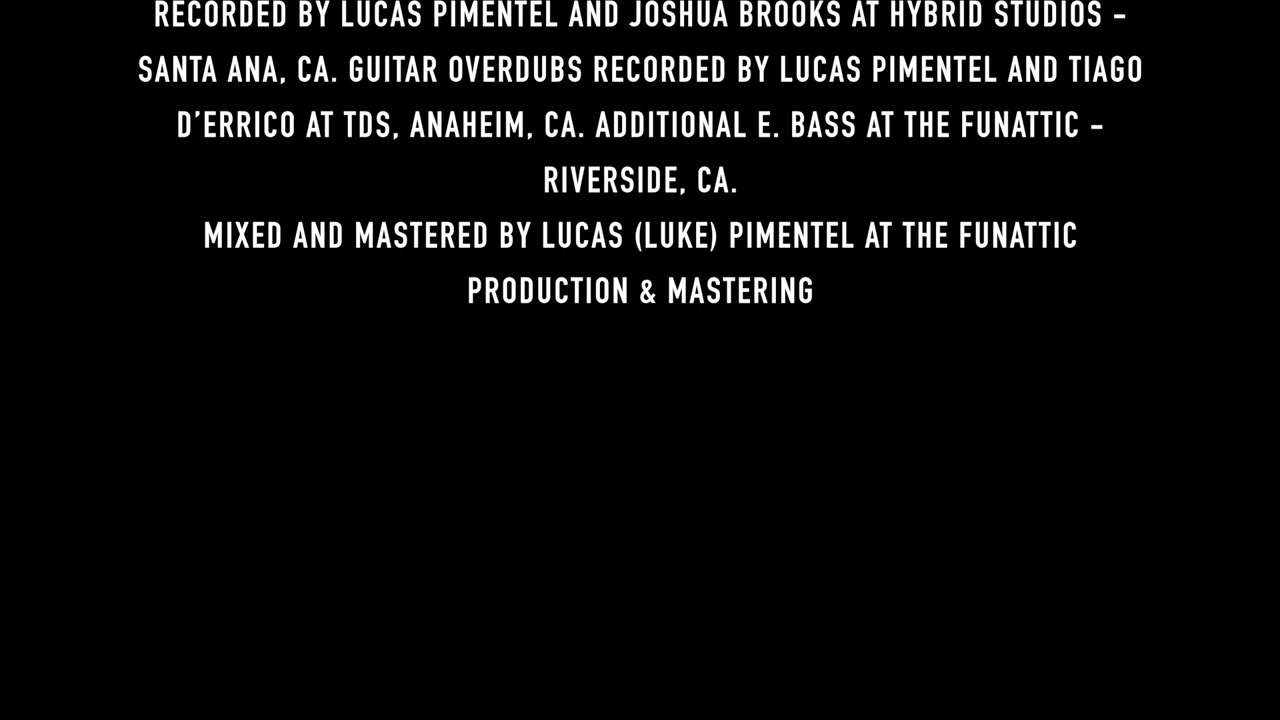 RECORDED BY LUCAS PIMENTEL AND JOSHUA BROOKS AT HYBRID STUDIOS –
SANTA ANA, CA. GUITAR OVERDUBS RECORDED BY LUCAS PIMENTEL AND TIAGO
D’ERRICO AT TDS, ANAHEIM, CA. ADDITIONAL E. BASS AT THE FUNATTIC –
RIVERSIDE, CA.
MIXED AND MASTERED BY LUCAS (LUKE) PIMENTEL AT THE FUNATTIC
PRODUCTION & MASTERING